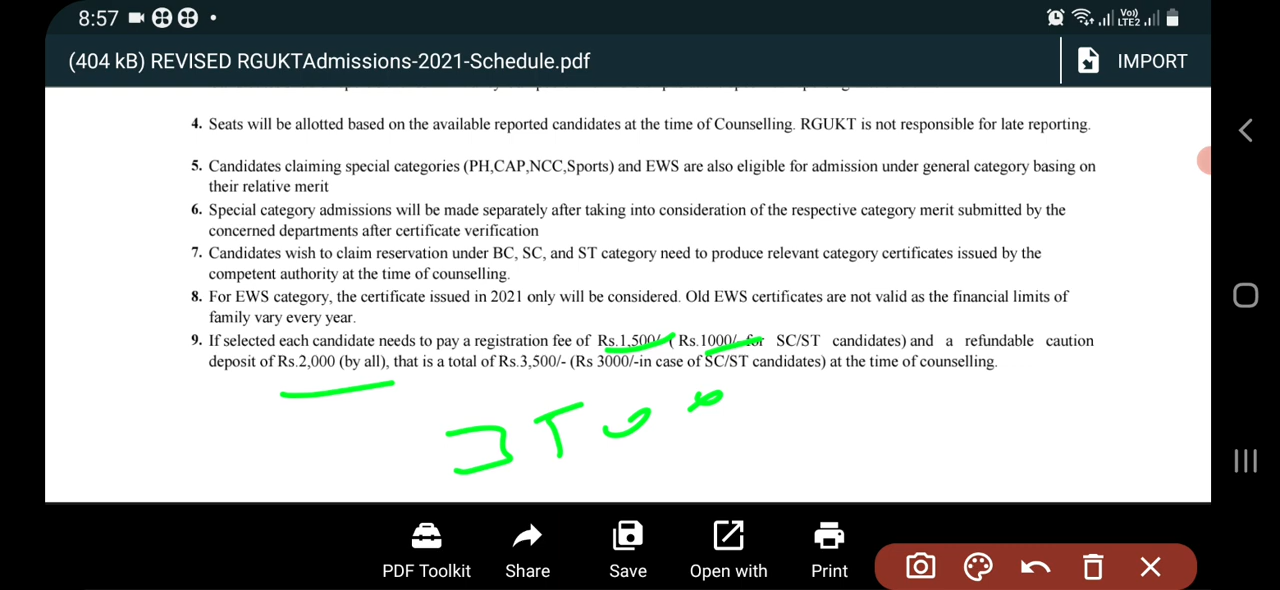 8:57
Vo))
LTE2
(404 kB) REVISED RGUKTAdmissions-2021-Schedule.pdf
IMPORT
4. Seats will be allotted based on the available reported candidates at the time of Counselling. RGUKT is not responsible for late reporting.
5. Candidates claiming special categories (PH,CAP,NCC,Sports) and EWS are also eligible for admission under general category basing on
their relative merit
6. Special category admissions will be made separately after taking into consideration of the respective category merit submitted by the
concerned departments after certificate verification
7. Candidates wish to claim reservation under BC, SC, and ST category need to produce relevant category certificates issued by the
competent authority at the time of counselling.
8. For EWS category, the certificate issued in 2021 only will be considered. Old EWS certificates are not valid as the financial limits of
family vary every year.
9. If selected each candidate needs to pay a registration fee of Rs.1,500/- ( Rs.1000/- for SC/ST candidates) and a refundable caution
deposit of Rs.2,000 (by all), that is a total of Rs.3,500/- (Rs 3000/-in case of SC/ST candidates) at the time of counselling.
PDF Toolkit
Share
Save
Open with
Print